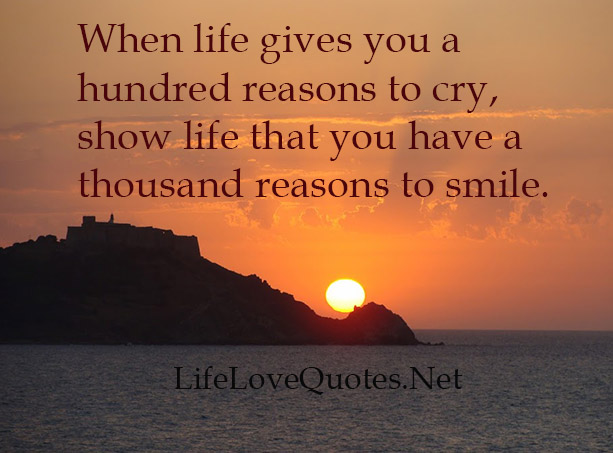 When life gives you a
hundred reasons to cry,
show life that you have a
thousand reasons to smile.
LifeLoveQuotes.Net